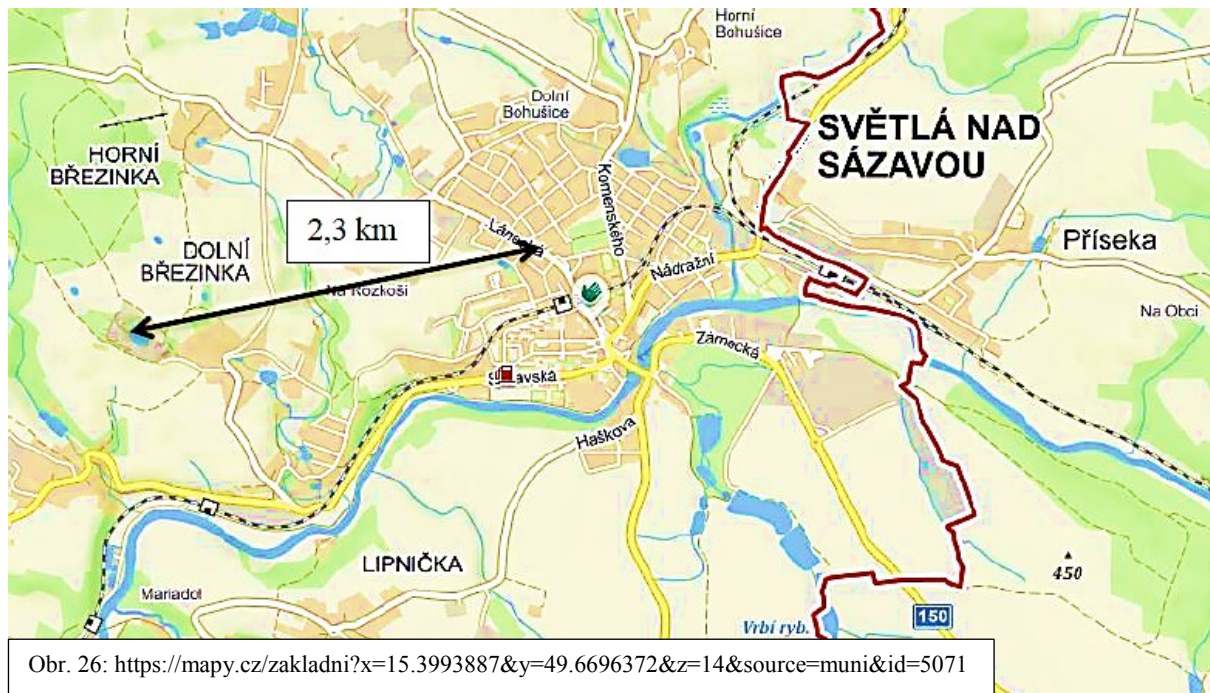 Horní
Bohušice
Dolní
Bohušice
SVĚTLÁ NAD
SÁZAVOU
HORNÍ
BŘEZINKA
Komenského
2,3 km
Lánecká
DOLNÍ
BŘEZINKA
Příseka
Nádražní
Na Rozkoši
Na Obci
Zámecká
Sázavská
Haškova
LIPNIČKA
450
Mariadol
150
Vrbí ryb.
Obr. 26: https://mapy.cz/zakladni?x=15.3993887&y=49.6696372&z=14&source=muni&id=5071